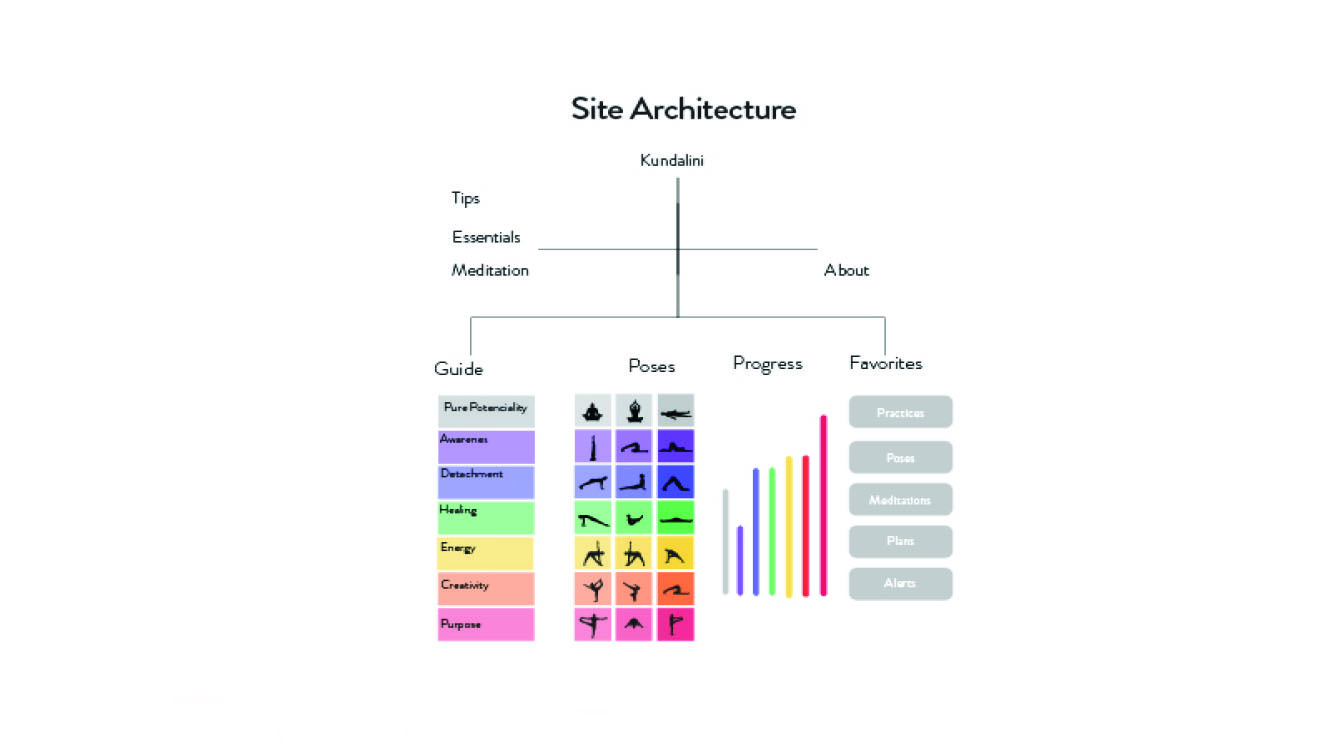 Site Architecture
Kundalini
Tips
Essentials
Meditation
About
Guide
Poses
Progress
Favorites
Pure Potenciality
Awarenes
Detachment
Healing
Energy
Creativity
Purpose
Practices
Poses
Meditations
Plans
Alerts